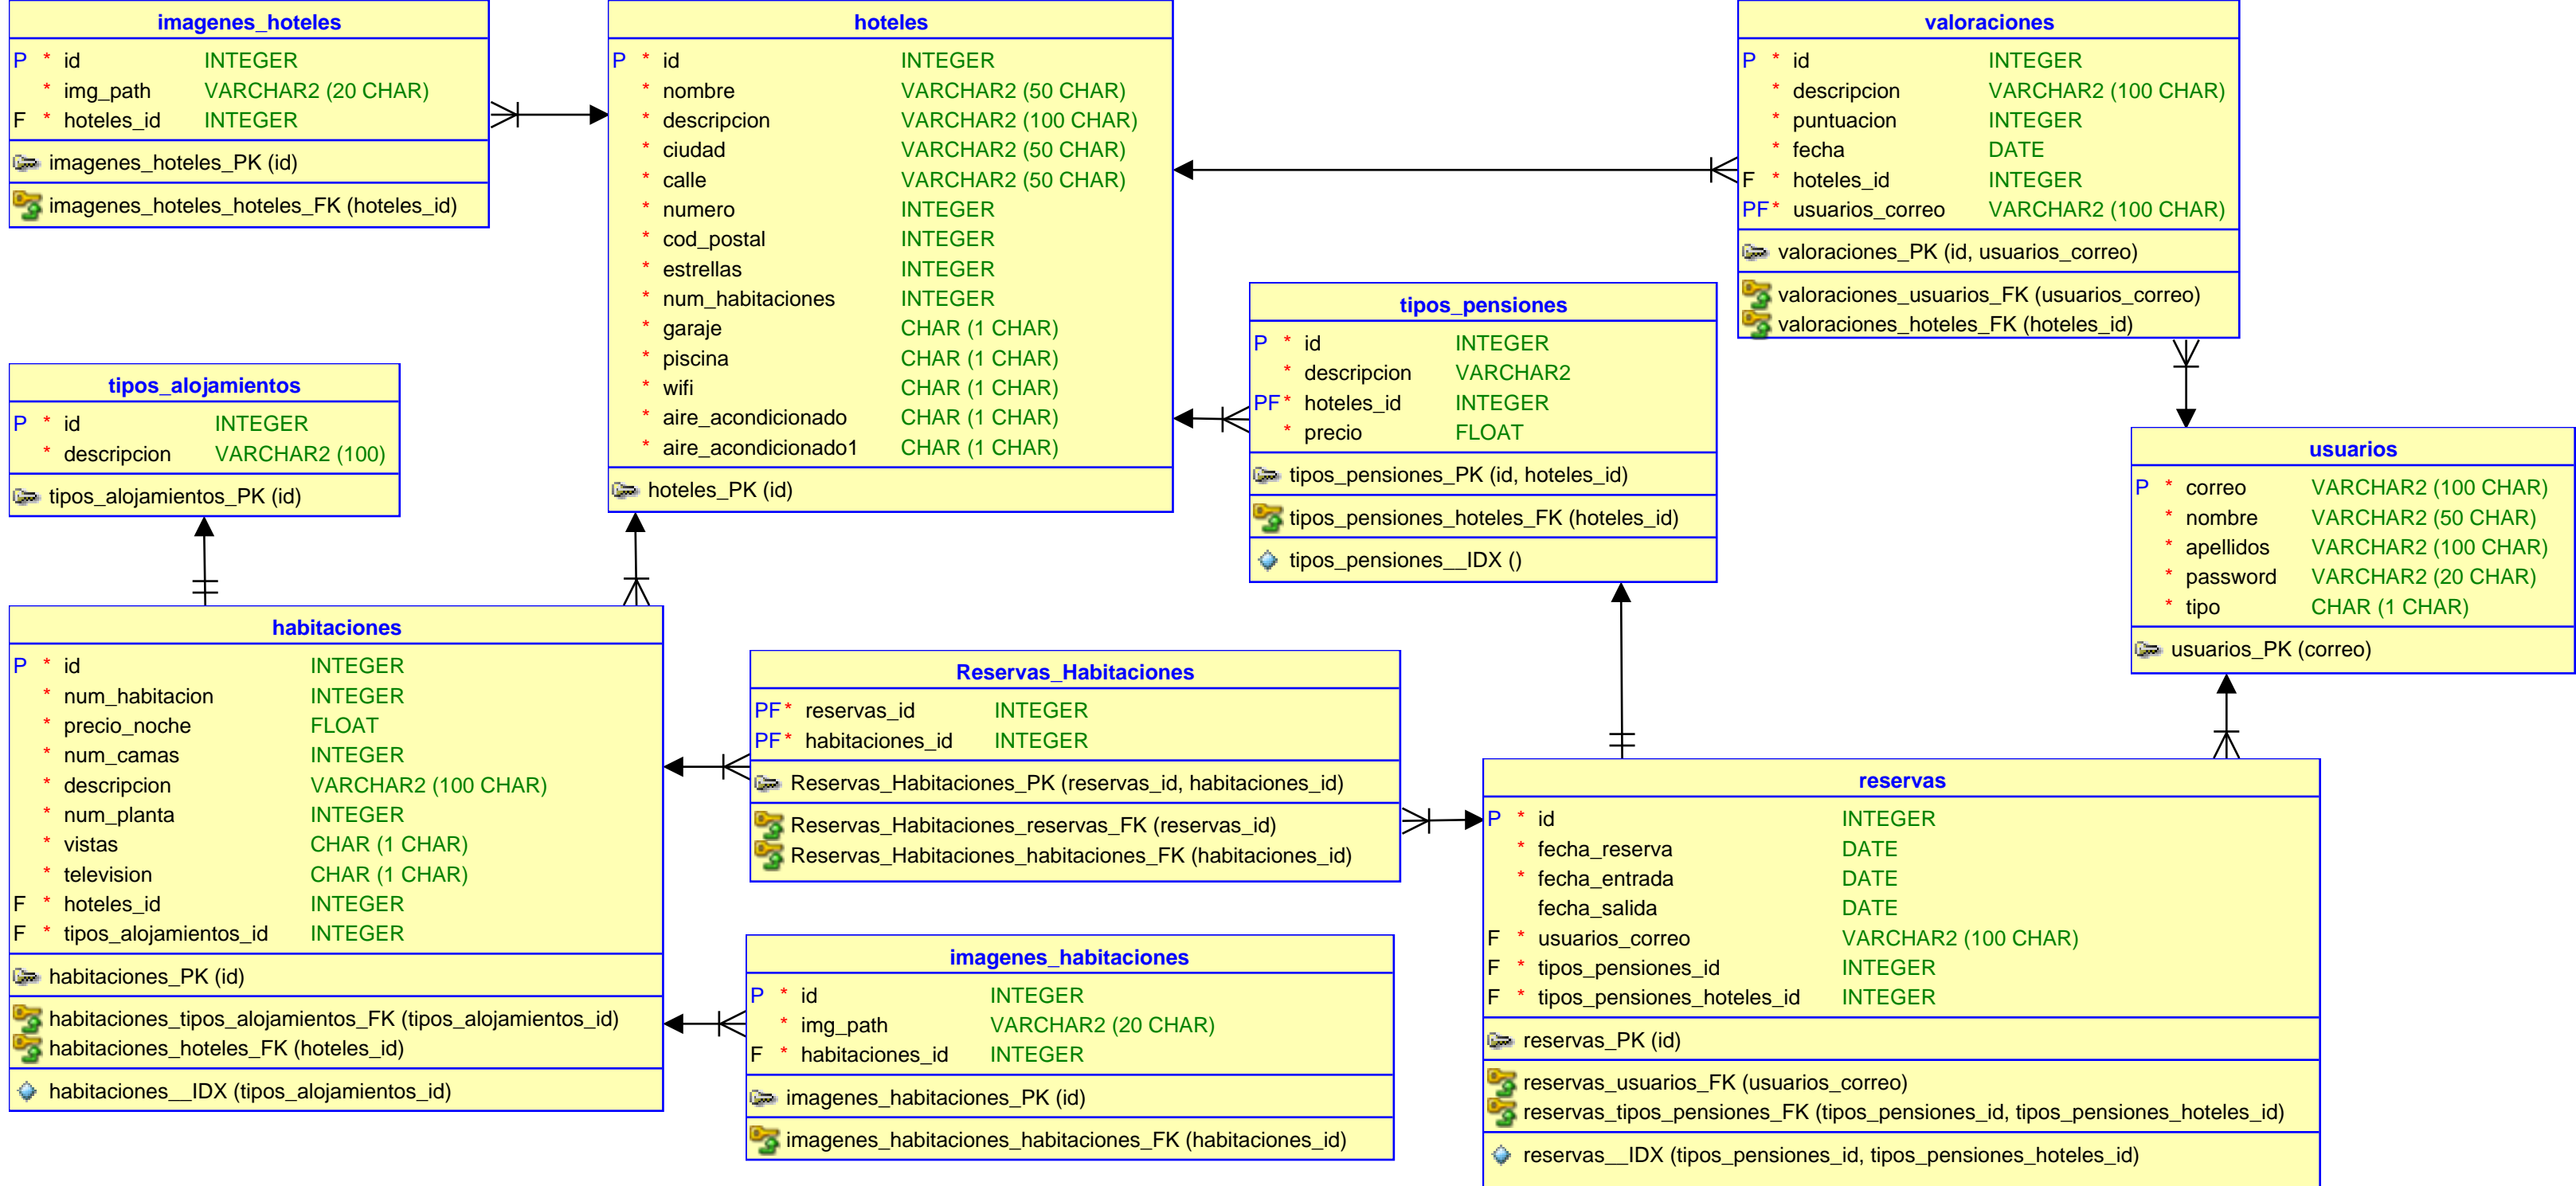 imagenes_hoteles
P * id INTEGER
* img_path VARCHAR2 (20 CHAR)
F * hoteles_id INTEGER
imagenes_hoteles_PK (id)
imagenes_hoteles_hoteles_FK (hoteles_id)
hoteles
P * id INTEGER
* nombre VARCHAR2 (50 CHAR)
* descripcion VARCHAR2 (100 CHAR)
* ciudad VARCHAR2 (50 CHAR)
* calle VARCHAR2 (50 CHAR)
* numero INTEGER
* cod_postal INTEGER
* estrellas INTEGER
* num_habitaciones INTEGER
* garaje CHAR (1 CHAR)
* piscina CHAR (1 CHAR)
* wifi CHAR (1 CHAR)
* aire_acondicionado CHAR (1 CHAR)
* aire_acondicionado1 CHAR (1 CHAR)
hoteles_PK (id)
valoraciones
P * id INTEGER
* descripcion VARCHAR2 (100 CHAR)
* puntuacion INTEGER
* fecha DATE
F * hoteles_id INTEGER
PF* usuarios_correo VARCHAR2 (100 CHAR)
valoraciones_PK (id, usuarios_correo)
valoraciones_usuarios_FK (usuarios_correo)
valoraciones_hoteles_FK (hoteles_id)
tipos_pensiones
P * id INTEGER
* descripcion VARCHAR2
PF* hoteles_id INTEGER
* precio FLOAT
tipos_pensiones_PK (id, hoteles_id)
tipos_pensiones_hoteles_FK (hoteles_id)
tipos_pensiones__IDX ()
tipos_alojamientos
P * id INTEGER
* descripcion VARCHAR2 (100)
tipos_alojamientos_PK (id)
usuarios
P * correo VARCHAR2 (100 CHAR)
* nombre VARCHAR2 (50 CHAR)
* apellidos VARCHAR2 (100 CHAR)
* password VARCHAR2 (20 CHAR)
* tipo CHAR (1 CHAR)
usuarios_PK (correo)
habitaciones
P * id INTEGER
* num_habitacion INTEGER
* precio_noche FLOAT
* num_camas INTEGER
* descripcion VARCHAR2 (100 CHAR)
* num_planta INTEGER
* vistas CHAR (1 CHAR)
* television CHAR (1 CHAR)
F * hoteles_id INTEGER
F * tipos_alojamientos_id INTEGER
habitaciones_PK (id)
habitaciones_tipos_alojamientos_FK (tipos_alojamientos_id)
habitaciones_hoteles_FK (hoteles_id)
habitaciones__IDX (tipos_alojamientos_id)
Reservas_Habitaciones
PF* reservas_id INTEGER
PF* habitaciones_id INTEGER
Reservas_Habitaciones_PK (reservas_id, habitaciones_id)
Reservas_Habitaciones_reservas_FK (reservas_id)
Reservas_Habitaciones_habitaciones_FK (habitaciones_id)
imagenes_habitaciones
P * id INTEGER
* img_path VARCHAR2 (20 CHAR)
F * habitaciones_id INTEGER
imagenes_habitaciones_PK (id)
imagenes_habitaciones_habitaciones_FK (habitaciones_id)
reservas
P * id INTEGER
* fecha_reserva DATE
* fecha_entrada DATE
fecha_salida DATE
F * usuarios_correo VARCHAR2 (100 CHAR)
F * tipos_pensiones_id INTEGER
F * tipos_pensiones_hoteles_id INTEGER
reservas_PK (id)
reservas_usuarios_FK (usuarios_correo)
reservas_tipos_pensiones_FK (tipos_pensiones_id, tipos_pensiones_hoteles_id)
reservas__IDX (tipos_pensiones_id, tipos_pensiones_hoteles_id)